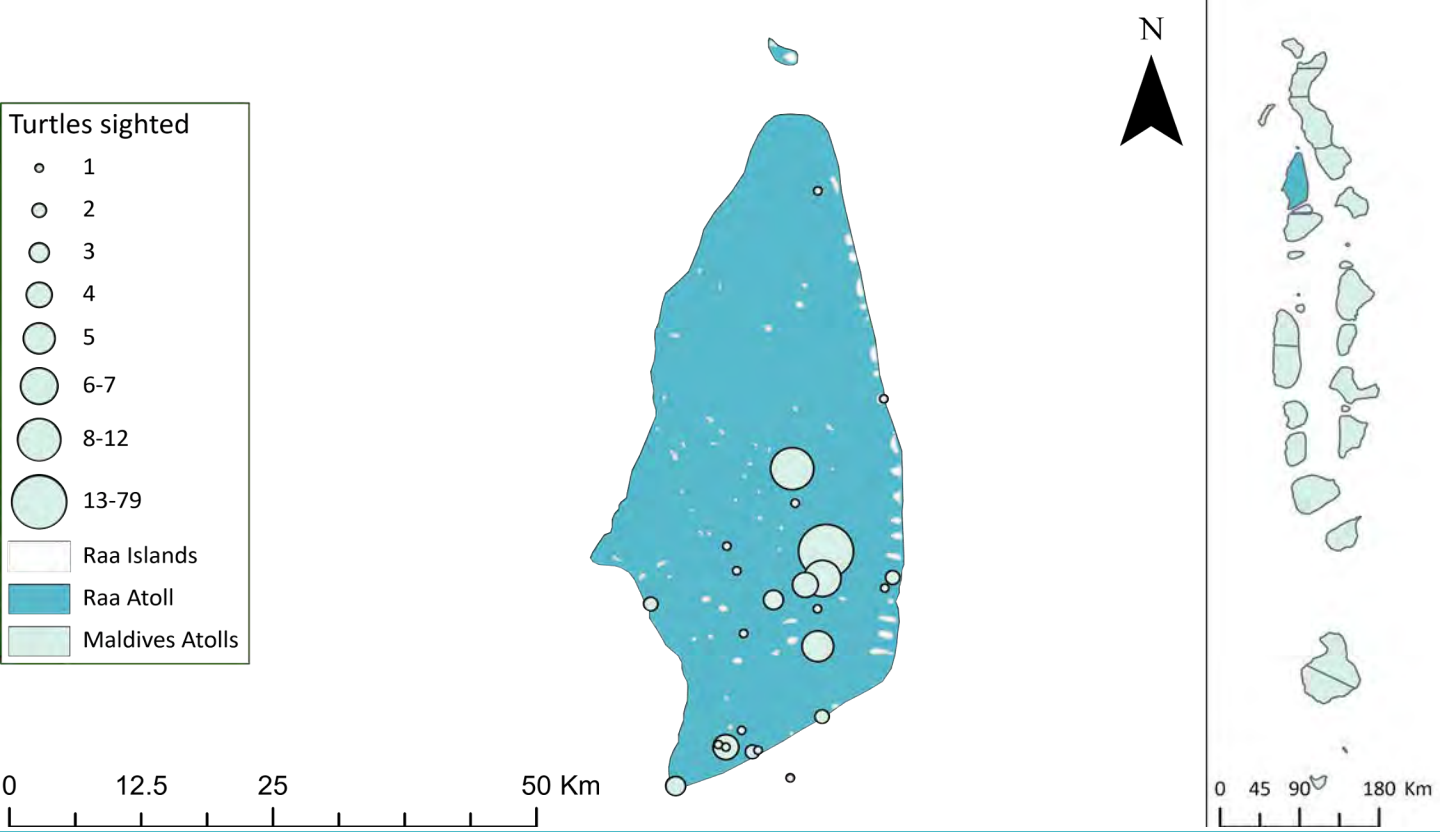 Turtles sighted
1
2
3
4
5
6-7
8-12
13-79
Raa Islands
Raa Atoll
Maldives Atolls
0 12.5 25 50 Km
N
0 45 90 180 Km